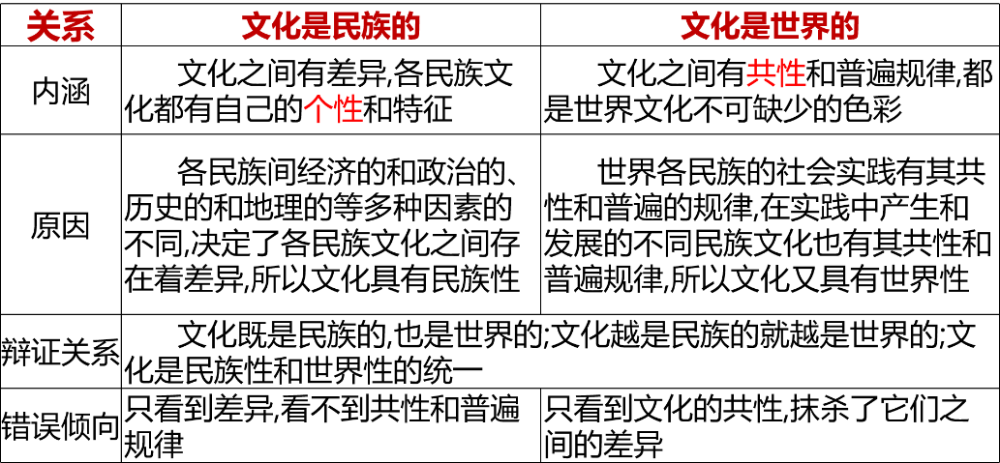 关系 文化是民族的 文化是世界的
内涵
文化之间有差异,各民族文
化都有自己的个性和特征
文化之间有共性和普遍规律,都
是世界文化不可缺少的色彩
原因
各民族间经济的和政治的、
历史的和地理的等多种因素的
不同,决定了各民族文化之间存
在着差异,所以文化具有民族性
世界各民族的社会实践有其共
性和普遍的规律,在实践中产生和
发展的不同民族文化也有其共性和
普遍规律,所以文化又具有世界性
辩证关系
文化既是民族的,也是世界的;文化越是民族的就越是世界的;文
化是民族性和世界性的统一
错误倾向
只看到差异,看不到共性和普遍
规律
只看到文化的共性,抹杀了它们之
间的差异